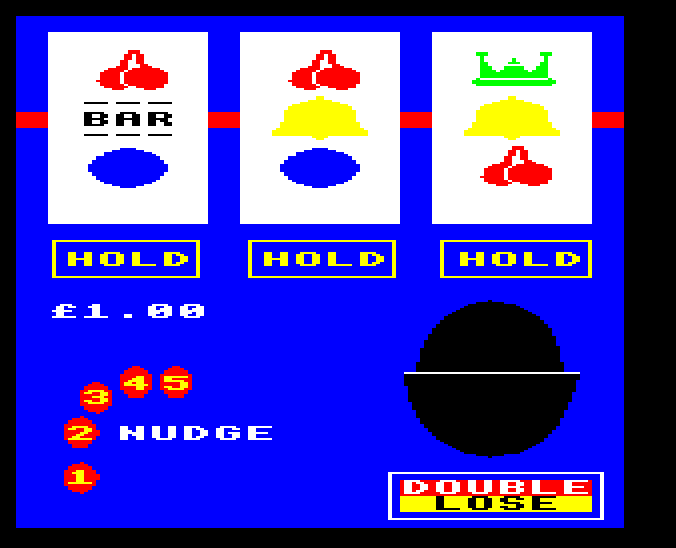 BAR
HOLD HOLD HOLD
£1.00
3 4 5
2 NUDGE
1
DOUBLE
LOSE